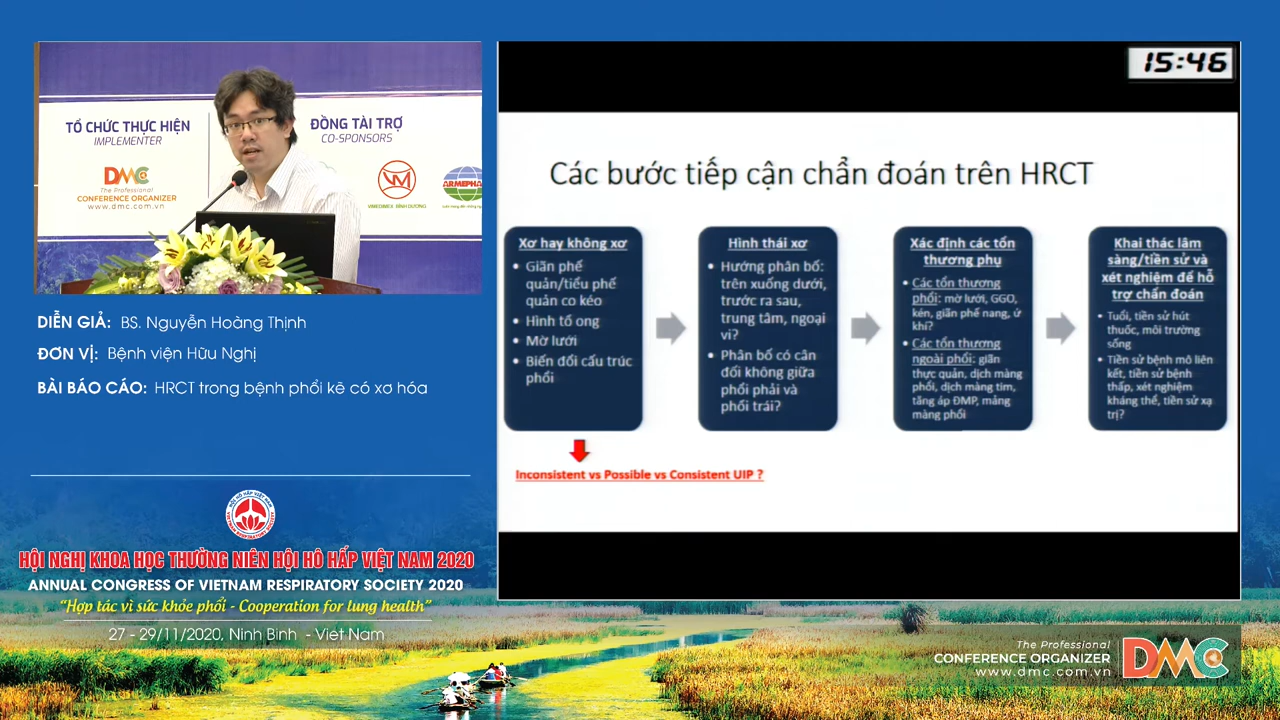 TỔ CHỨC THỰC HIỆN
IMPLEMENTER
DMC
The Professional
CONFERENCE ORGANIZER
www.dmc.com.vn
ĐỒNG TÀI TRỢ
CO-SPONSORS
VIMEDIMEX BÌNH DƯƠNG
ARMEPHA
DIỄN GIẢ: BS. Nguyễn Hoàng Thịnh
ĐƠN VỊ: Bệnh viện Hữu Nghị
BÀI BÁO CÁO: HRCT trong bệnh phổi kẽ có xơ hóa
HỘI NGHỊ KHOA HỌC THƯỜNG NIÊN HỘI HÔ HẤP VIỆT NAM 2020
ANNUAL CONGRESS OF VIETNAM RESPIRATORY SOCIETY 2020
“Hợp tác vì sức khỏe phổi - Cooperation for lung health”
27 - 29/11/2020, Ninh Bình - Việt Nam
15:46
Các bước tiếp cận chẩn đoán trên HRCT
Xơ hay không xơ
• Giãn phế
quản/tiểu phế
quản co kéo
• Hình tổ ong
• Mờ lưới
• Biến đổi cấu trúc
phổi
Hình thái xơ
• Hướng phân bố:
trên xuống dưới,
trước ra sau,
trung tâm, ngoại
vi?
• Phân bố có cân
đối không giữa
phổi phải và
phổi trái?
Xác định các tổn
thương phụ
• Các tổn thương
phổi: mờ lưới, GGO,
kén, giãn phế nang, ứ
khí?
• Các tổn thương
ngoài phổi: giãn
thực quản, dịch màng
phổi, dịch màng tim,
tăng áp ĐMP, mảng
màng phổi
Khai thác lâm
sàng/tiền sử và
xét nghiệm để hỗ
trợ chẩn đoán
• Tuổi, tiền sử hút
thuốc, môi trường
sống
• Tiền sử bệnh mô liên
kết, tiền sử bệnh
thấp, xét nghiệm
kháng thể, tiền sử xạ
trị?
Inconsistent vs Possible vs Consistent UIP ?
The Professional
CONFERENCE ORGANIZER
www.dmc.com.vn
DMC